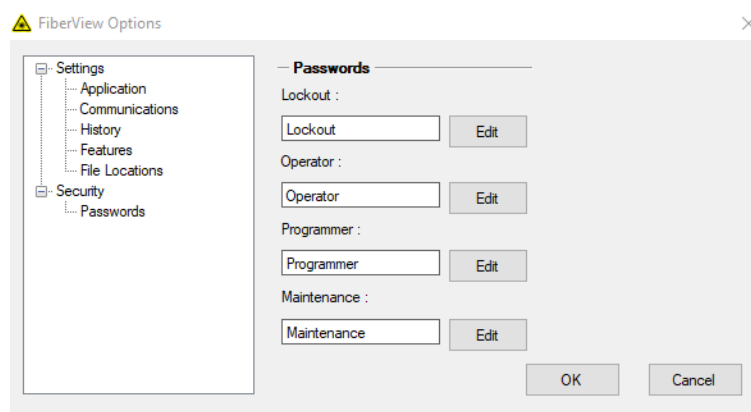 FiberView Options
Settings
Application
Communications
History
Features
File Locations
Security
Passwords
Passwords
Lockout :
Lockout
Edit
Operator :
Operator
Edit
Programmer :
Programmer
Edit
Maintenance :
Maintenance
Edit
OK
Cancel